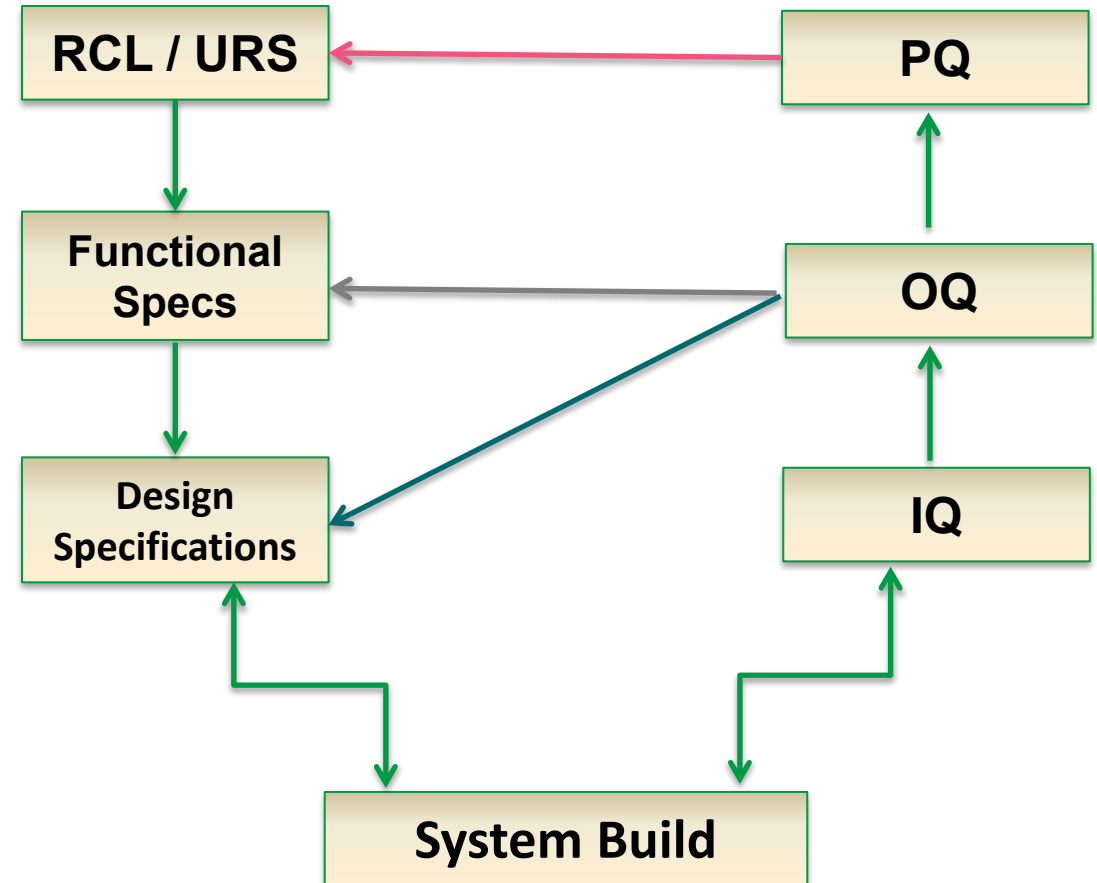 RCL / URS
PQ
Functional
Specs
OQ
Design
Specifications
IQ
System Build